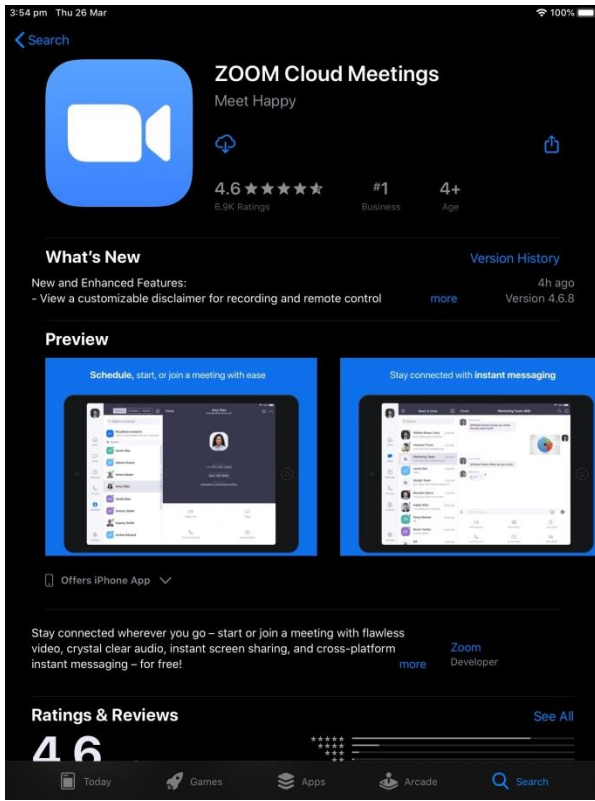 3:54 pm Thu 26 Mar
100%
Search
ZOOM Cloud Meetings
Meet Happy
4.6
#1
4+
6.9K Ratings
Business
Age
What's New
Version History
New and Enhanced Features:
4h ago
- View a customizable disclaimer for recording and remote control
more
Version 4.6.8
Preview
Schedule, start, or join a meeting with ease
Stay connected with instant messaging
Offers iPhone App
Stay connected wherever you go – start or join a meeting with flawless
video, crystal clear audio, instant screen sharing, and cross-platform
instant messaging – for free!
more
Zoom
Developer
Ratings & Reviews
See All
4.6
Today
Games
Apps
Arcade
Search